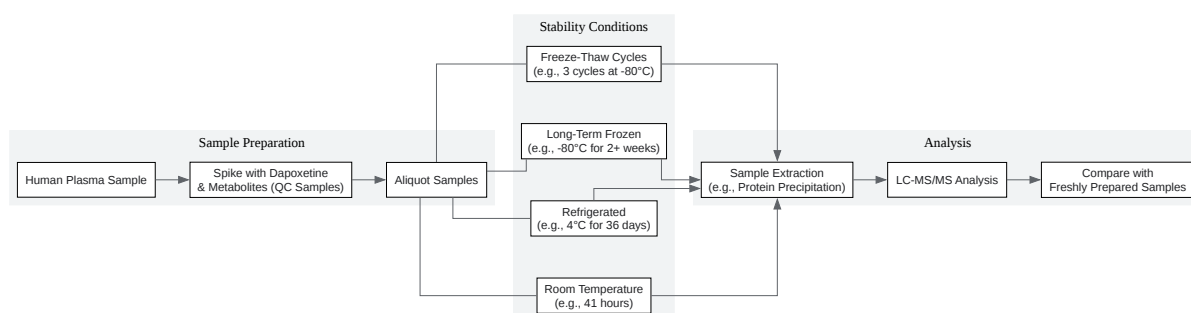 Stability Conditions
Freeze-Thaw Cycles
(e.g., 3 cycles at -80°C)
Sample Preparation
Long-Term Frozen
(e.g., -80°C for 2+ weeks)
Analysis
Human Plasma Sample
Spike with Dapoxetine
& Metabolites (QC Samples)
Aliquot Samples
Sample Extraction
(e.g., Protein Precipitation)
LC-MS/MS Analysis
Compare with
Freshly Prepared Samples
Refrigerated
(e.g., 4°C for 36 days)
Room Temperature
(e.g., 41 hours)